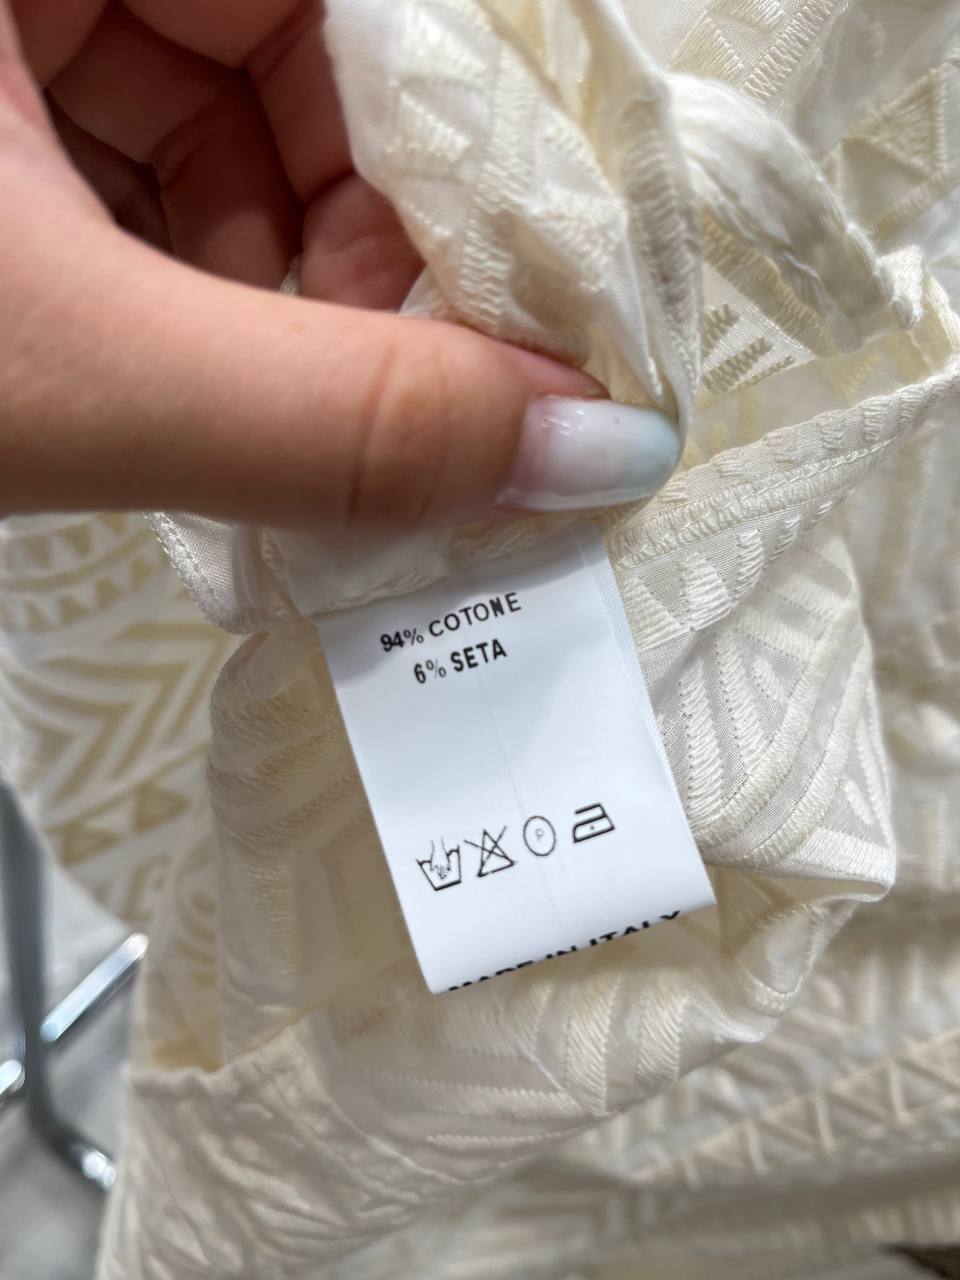 94% COTONE
6% SETA
P
MADE IN ITALY